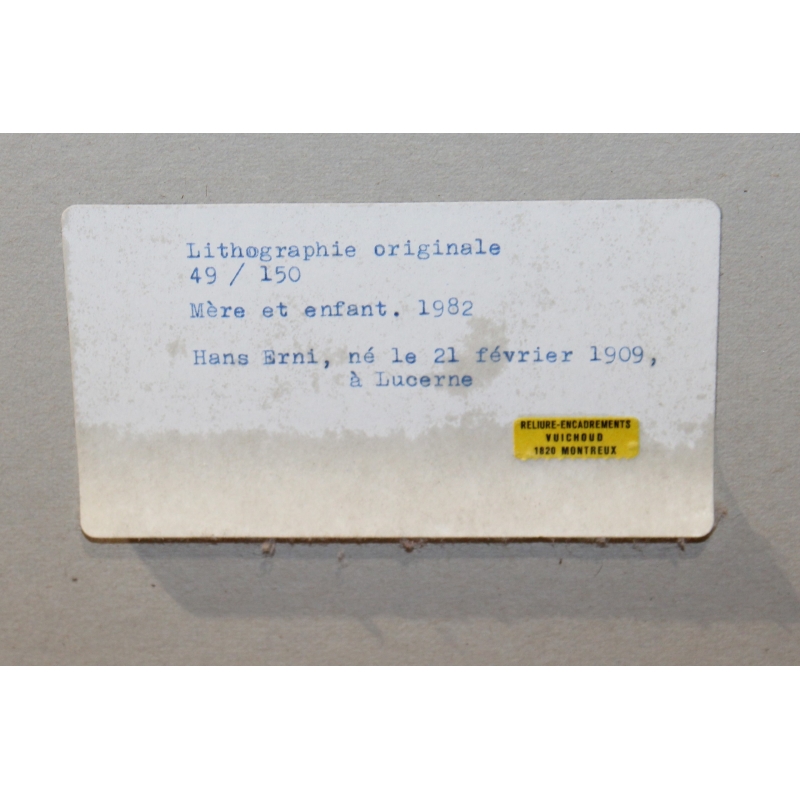 Lithographie originale
49 / 150
Mère et enfant. 1982
Hans Erni, né le 21 février 1909,
à Lucerne
RELIURE-ENCADREMENTS
VUICHOUD
1820 MONTREUX